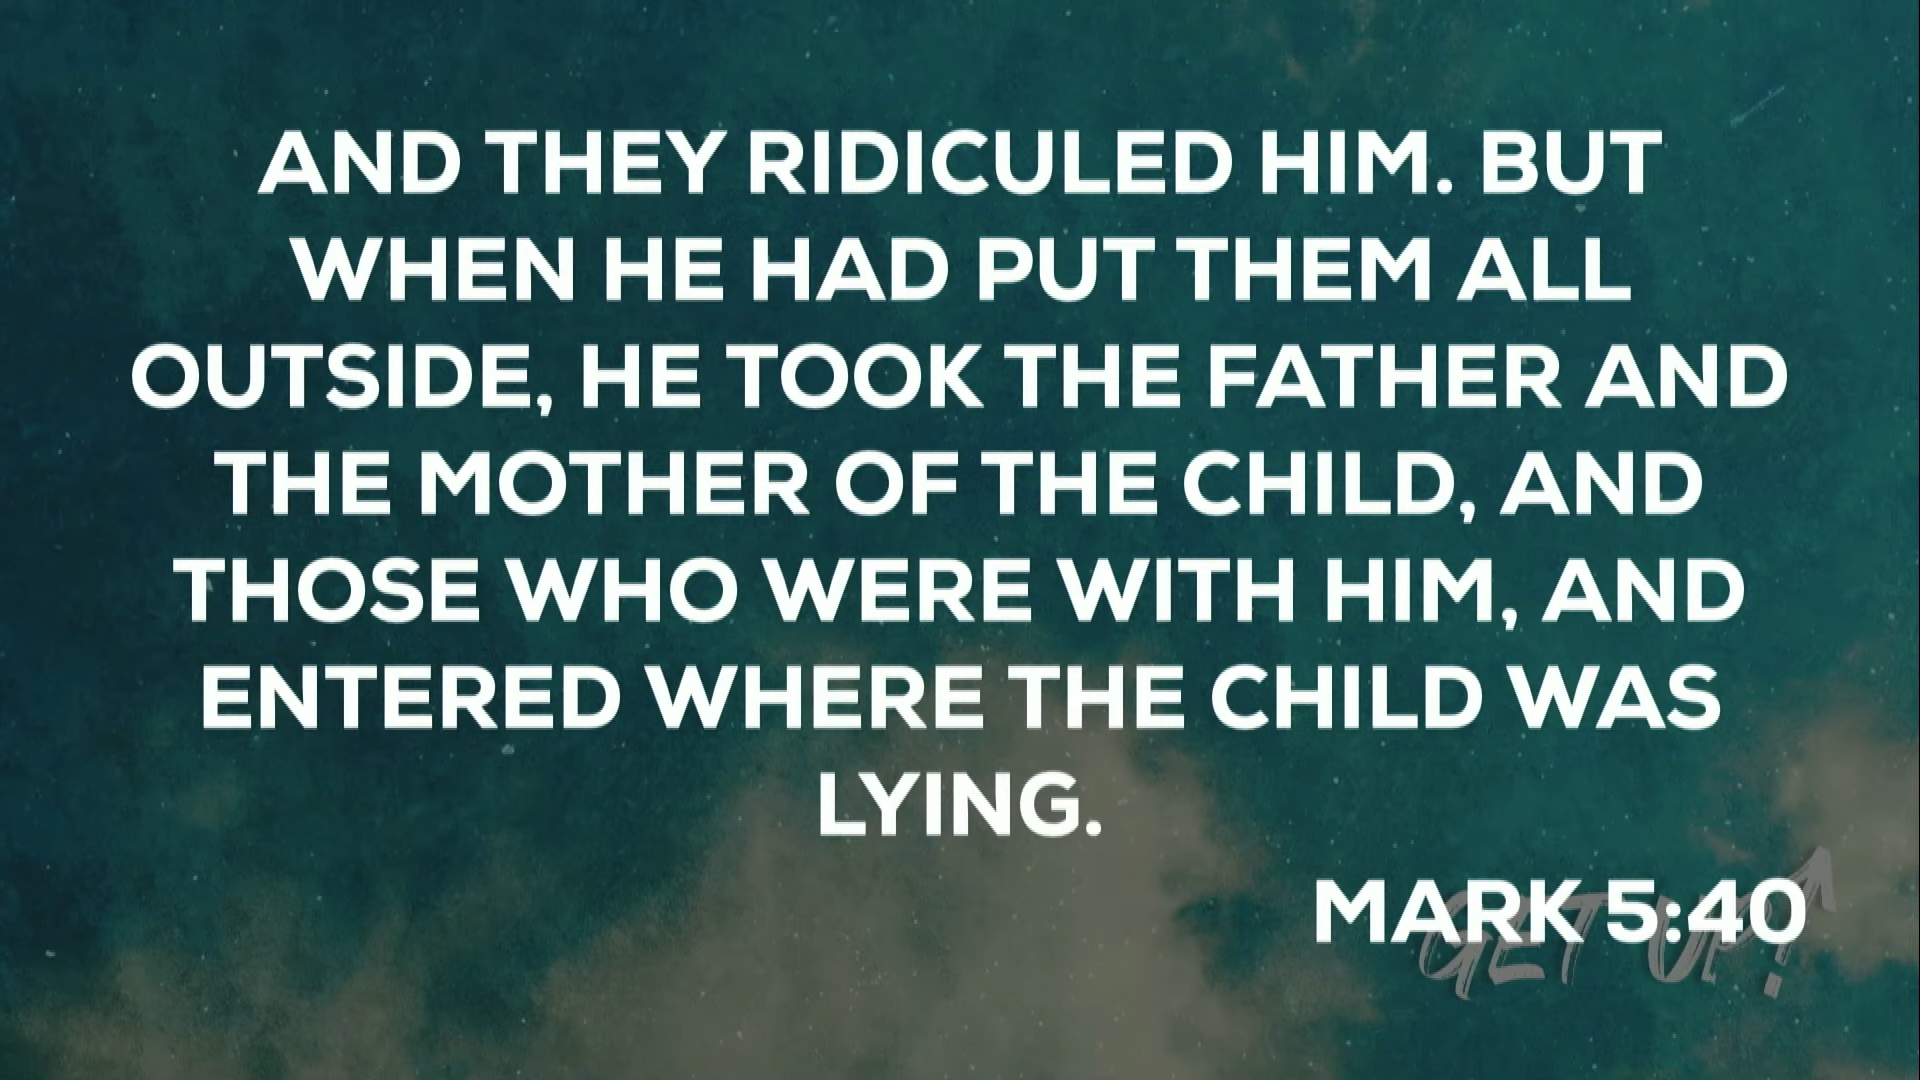 AND THEY RIDICULED HIM. BUT
WHEN HE HAD PUT THEM ALL
OUTSIDE, HE TOOK THE FATHER AND
THE MOTHER OF THE CHILD, AND
THOSE WHO WERE WITH HIM, AND
ENTERED WHERE THE CHILD WAS
LYING.
MARK 5:40
GET UP!